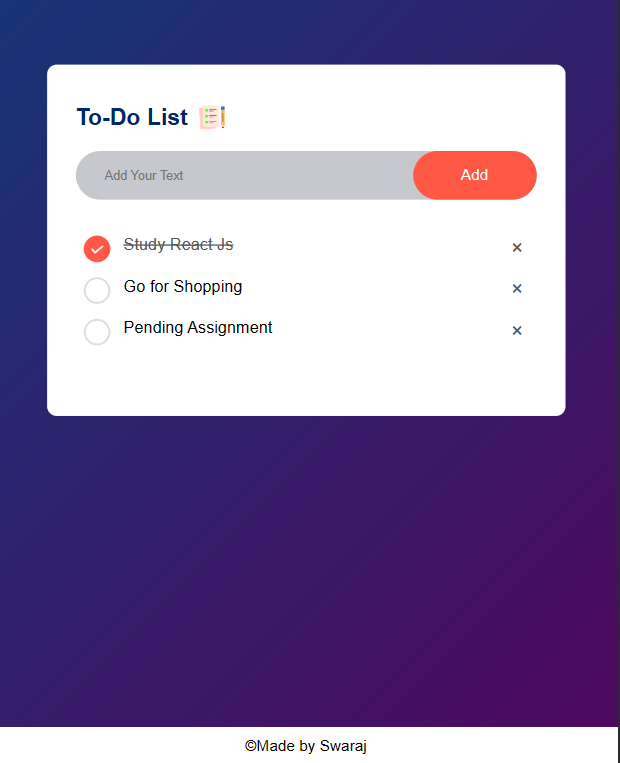 To-Do List
Add Your Text
Add
Study React Js
Go for Shopping
Pending Assignment
©Made by Swaraj